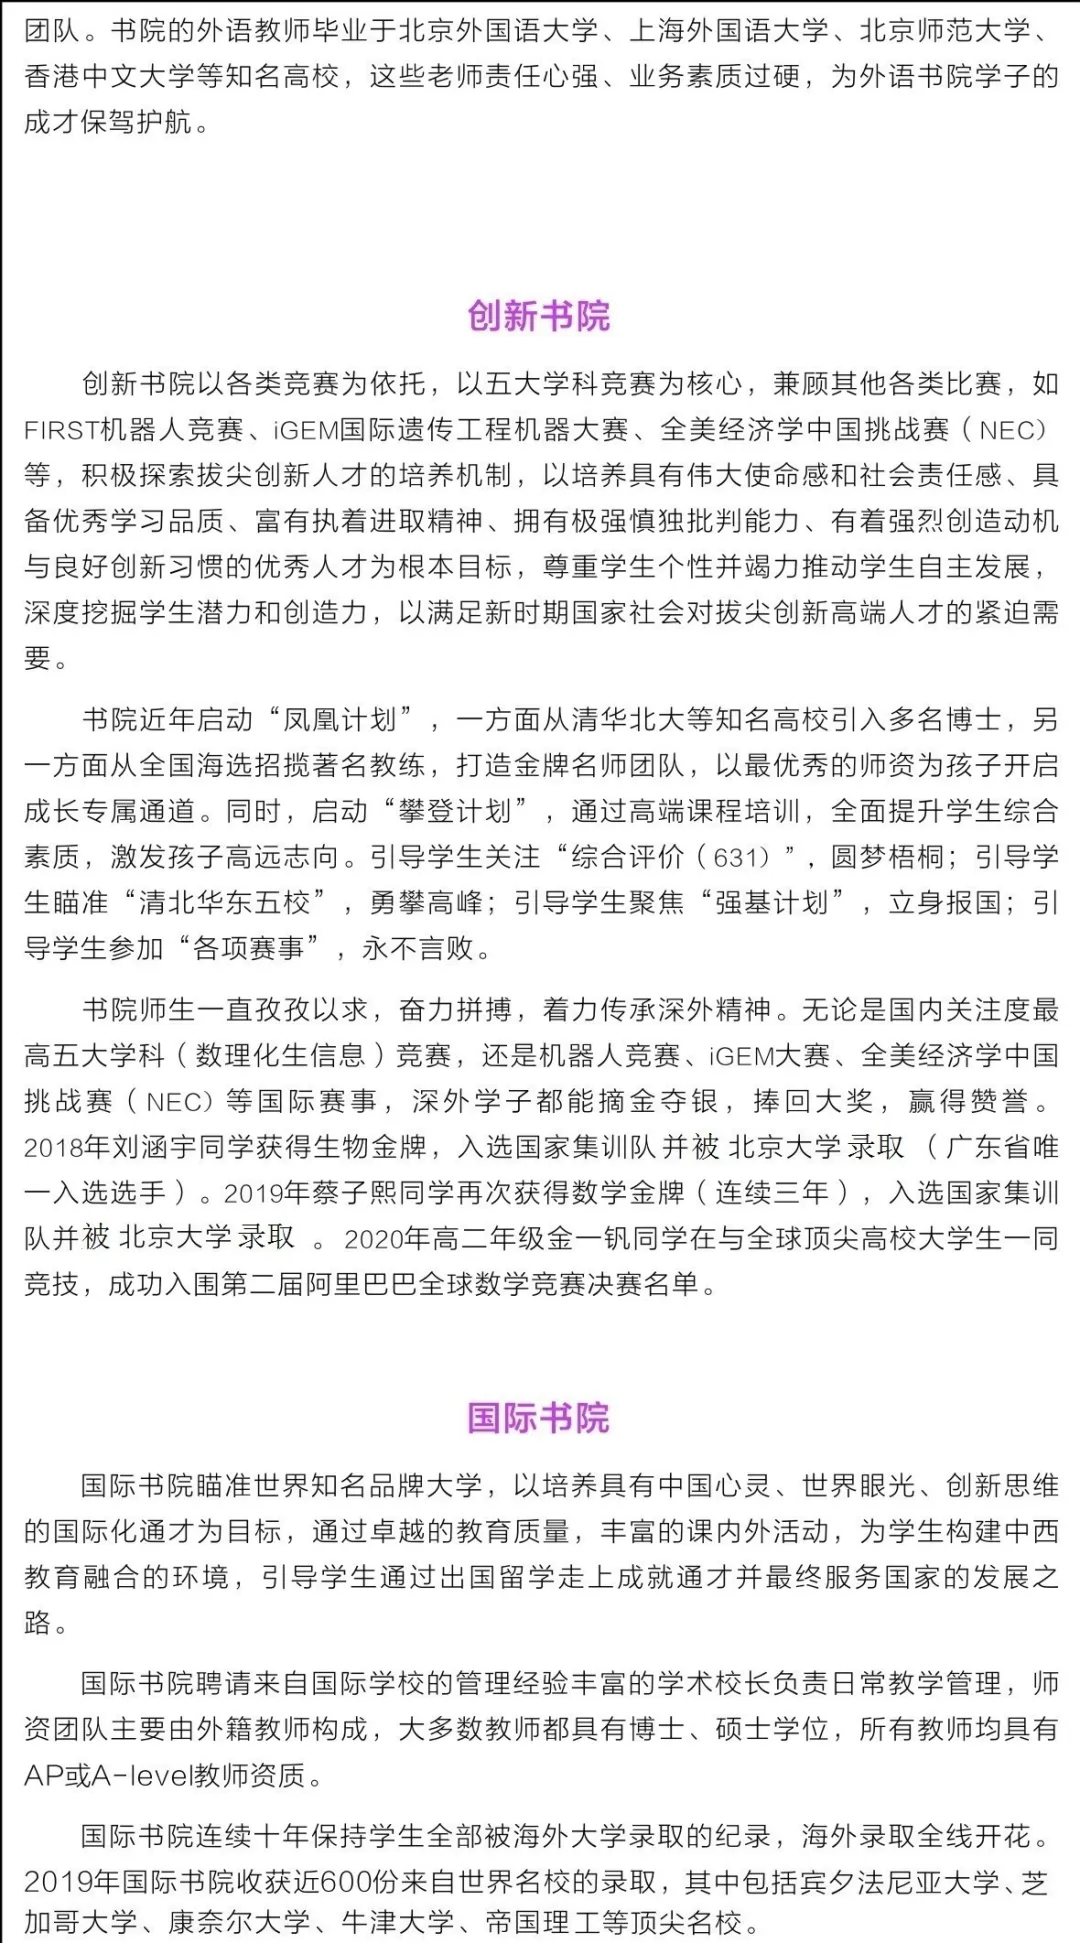 团队。书院的外语教师毕业于北京外国语大学、上海外国语大学、北京师范大学、
香港中文大学等知名高校，这些老师责任心强、业务素质过硬，为外语书院学子的
成才保驾护航。
创新书院
创新书院以各类竞赛为依托，以五大学科竞赛为核心，兼顾其他各类比赛，如
FIRST机器人竞赛、iGEM国际遗传工程机器大赛、全美经济学中国挑战赛（NEC）
等，积极探索拔尖创新人才的培养机制，以培养具有伟大使命感和社会责任感、具
备优秀学习品质、富有执着进取精神、拥有极强慎独批判能力、有着强烈创造动机
与良好创新习惯的优秀人才为根本目标，尊重学生个性并竭力推动学生自主发展，
深度挖掘学生潜力和创造力，以满足新时期国家社会对拔尖创新高端人才的紧迫需
要。
书院近年启动“凤凰计划”，一方面从清华北大等知名高校引入多名博士，另
一方面从全国海选招揽著名教练，打造金牌名师团队，以最优秀的师资为孩子开启
成长专属通道。同时，启动“攀登计划”，通过高端课程培训，全面提升学生综合
素质，激发孩子高远志向。引导学生关注“综合评价（631）”，圆梦梧桐；引导学
生瞄准“清北华东五校”，勇攀高峰；引导学生聚焦“强基计划”，立身报国；引
导学生参加“各项赛事”，永不言败。
书院师生一直孜孜以求，奋力拼搏，着力传承深外精神。无论是国内关注度最
高五大学科（数理化生信息）竞赛，还是机器人竞赛、iGEM大赛、全美经济学中国
挑战赛（NEC）等国际赛事，深外学子都能摘金夺银，捧回大奖，赢得赞誉。
2018年刘涵宇同学获得生物金牌，入选国家集训队并被 北京大学 录取 （广东省唯
一入选选手）。2019年蔡子熙同学再次获得数学金牌（连续三年），入选国家集训
队并被 北京大学 录取 。2020年高二年级金一钒同学在与全球顶尖高校大学生一同
竞技，成功入围第二届阿里巴巴全球数学竞赛决赛名单。
国际书院
国际书院瞄准世界知名品牌大学，以培养具有中国心灵、世界眼光、创新思维
的国际化通才为目标，通过卓越的教育质量，丰富的课内外活动，为学生构建中西
教育融合的环境，引导学生通过出国留学走上成就通才并最终服务国家的发展之
路。
国际书院聘请来自国际学校的管理经验丰富的学术校长负责日常教学管理，师
资团队主要由外籍教师构成，大多数教师都具有博士、硕士学位，所有教师均具有
AP或A-level教师资质。
国际书院连续十年保持学生全部被海外大学录取的纪录，海外录取全线开花。
2019年国际书院收获近600份来自世界名校的录取，其中包括宾夕法尼亚大学、芝
加哥大学、康奈尔大学、牛津大学、帝国理工等顶尖名校。